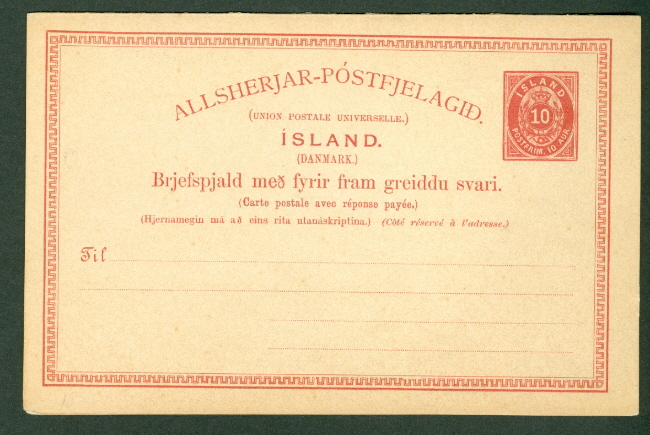 ALLSHERJAR-PÓSTFJELAGIÐ.
(UNION POSTALE UNIVERSELLE.)
ÍSLAND.
(DANMARK.)
Brjefspjald með fyrir fram greiddu svari.
(Carte postale avec réponse payée.)
(Hjernamegin má að eins rita utanáskriptina.) (Côté réservé à l'adresse.)
Til
ÍSLAND
10
PÓSTFRIM. 10 AUR.